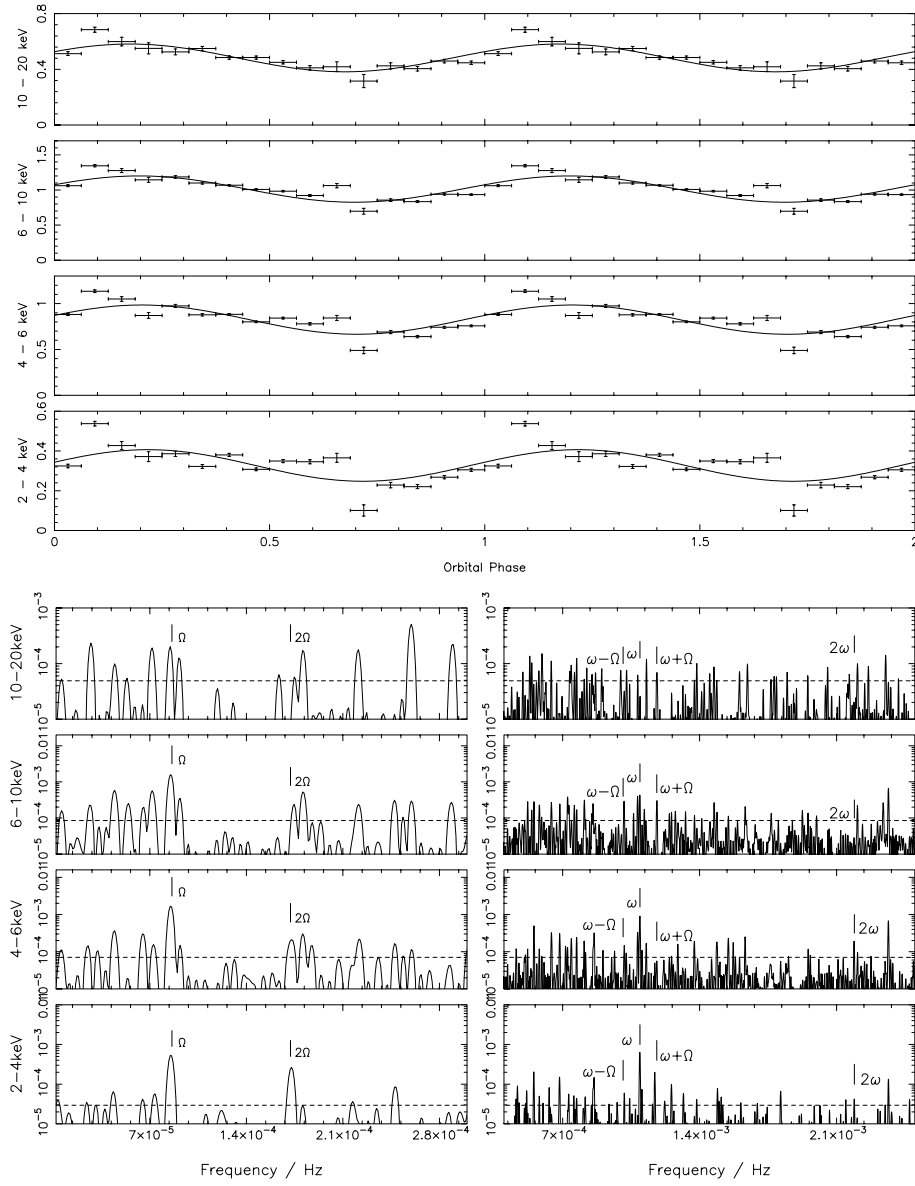 10 – 20 keV
0 0.4 0.8
6 – 10 keV
0 0.5 1 1.5
4 – 6 keV
0 0.5 1
2 – 4 keV
0 0.2 0.4 0.6
0 0.5 1 1.5 2
Orbital Phase
10−20keV
10⁻⁵ 10⁻⁴ 10⁻³
Ω 2Ω
ω−Ω ω ω+Ω 2ω
6−10keV
10⁻⁵ 10⁻⁴ 10⁻³ 0.01
Ω 2Ω
ω−Ω ω ω+Ω 2ω
4−6keV
10⁻⁵ 10⁻⁴ 10⁻³ 0.01
Ω 2Ω
ω−Ω ω ω+Ω 2ω
2−4keV
10⁻⁵ 10⁻⁴ 10⁻³ 0.01
Ω 2Ω
ω−Ω ω ω+Ω 2ω
7×10⁻⁵ 1.4×10⁻⁴ 2.1×10⁻⁴ 2.8×10⁻⁴
7×10⁻⁴ 1.4×10⁻³ 2.1×10⁻³
Frequency / Hz
Frequency / Hz